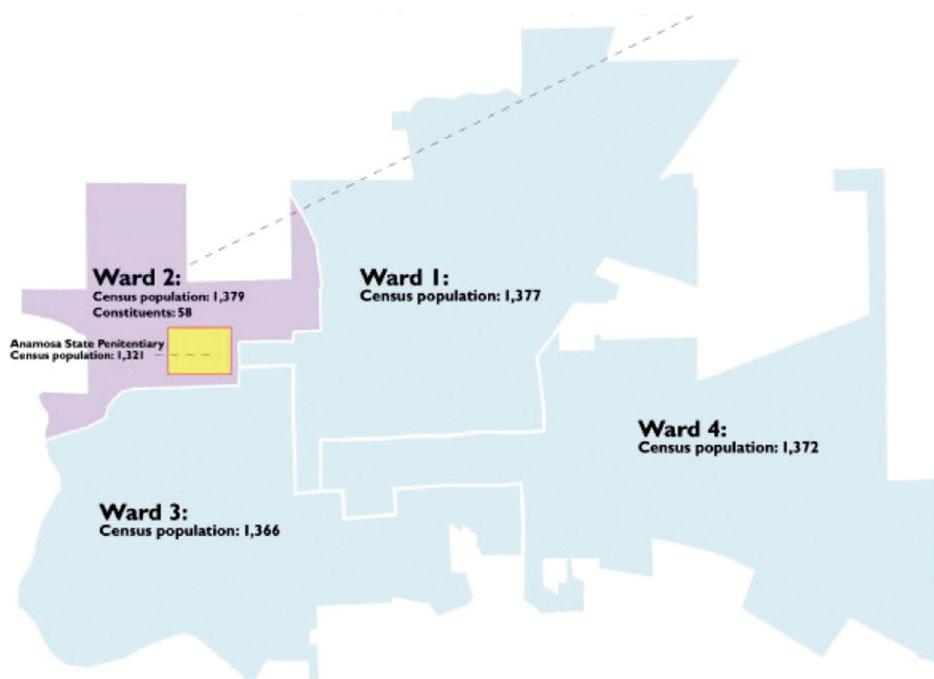 Ward 2:
Census population: 1,379
Constituents: 58
Ward 1:
Census population: 1,377
Anamosa State Penitentiary
Census population: 1,321
Ward 4:
Census population: 1,372
Ward 3:
Census population: 1,366